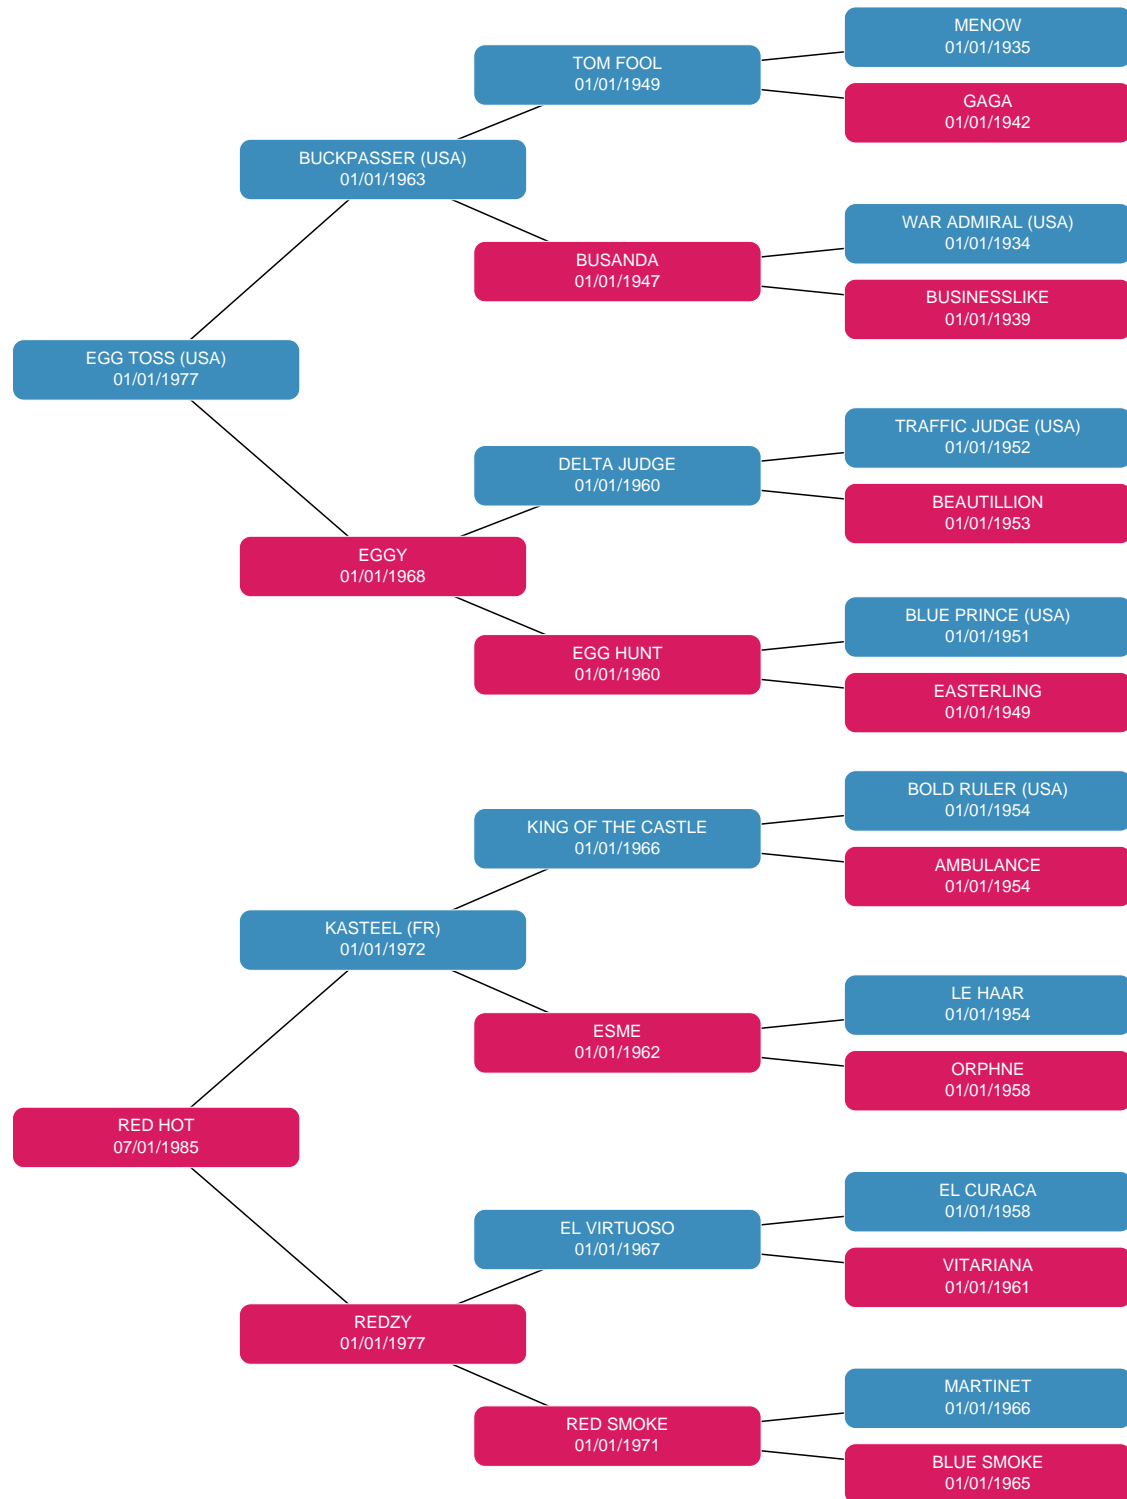 MENOW
01/01/1935
TOM FOOL
01/01/1949
GAGA
01/01/1942
BUCKPASSER (USA)
01/01/1963
WAR ADMIRAL (USA)
01/01/1934
BUSANDA
01/01/1947
BUSINESSLIKE
01/01/1939
EGG TOSS (USA)
01/01/1977
TRAFFIC JUDGE (USA)
01/01/1952
DELTA JUDGE
01/01/1960
BEAUTILLION
01/01/1953
EGGY
01/01/1968
BLUE PRINCE (USA)
01/01/1951
EGG HUNT
01/01/1960
EASTERLING
01/01/1949
BOLD RULER (USA)
01/01/1954
KING OF THE CASTLE
01/01/1966
AMBULANCE
01/01/1954
KASTEEL (FR)
01/01/1972
LE HAAR
01/01/1954
ESME
01/01/1962
ORPHNE
01/01/1958
RED HOT
07/01/1985
EL CURACA
01/01/1958
EL VIRTUOSO
01/01/1967
VITARIANA
01/01/1961
REDZY
01/01/1977
MARTINET
01/01/1966
RED SMOKE
01/01/1971
BLUE SMOKE
01/01/1965